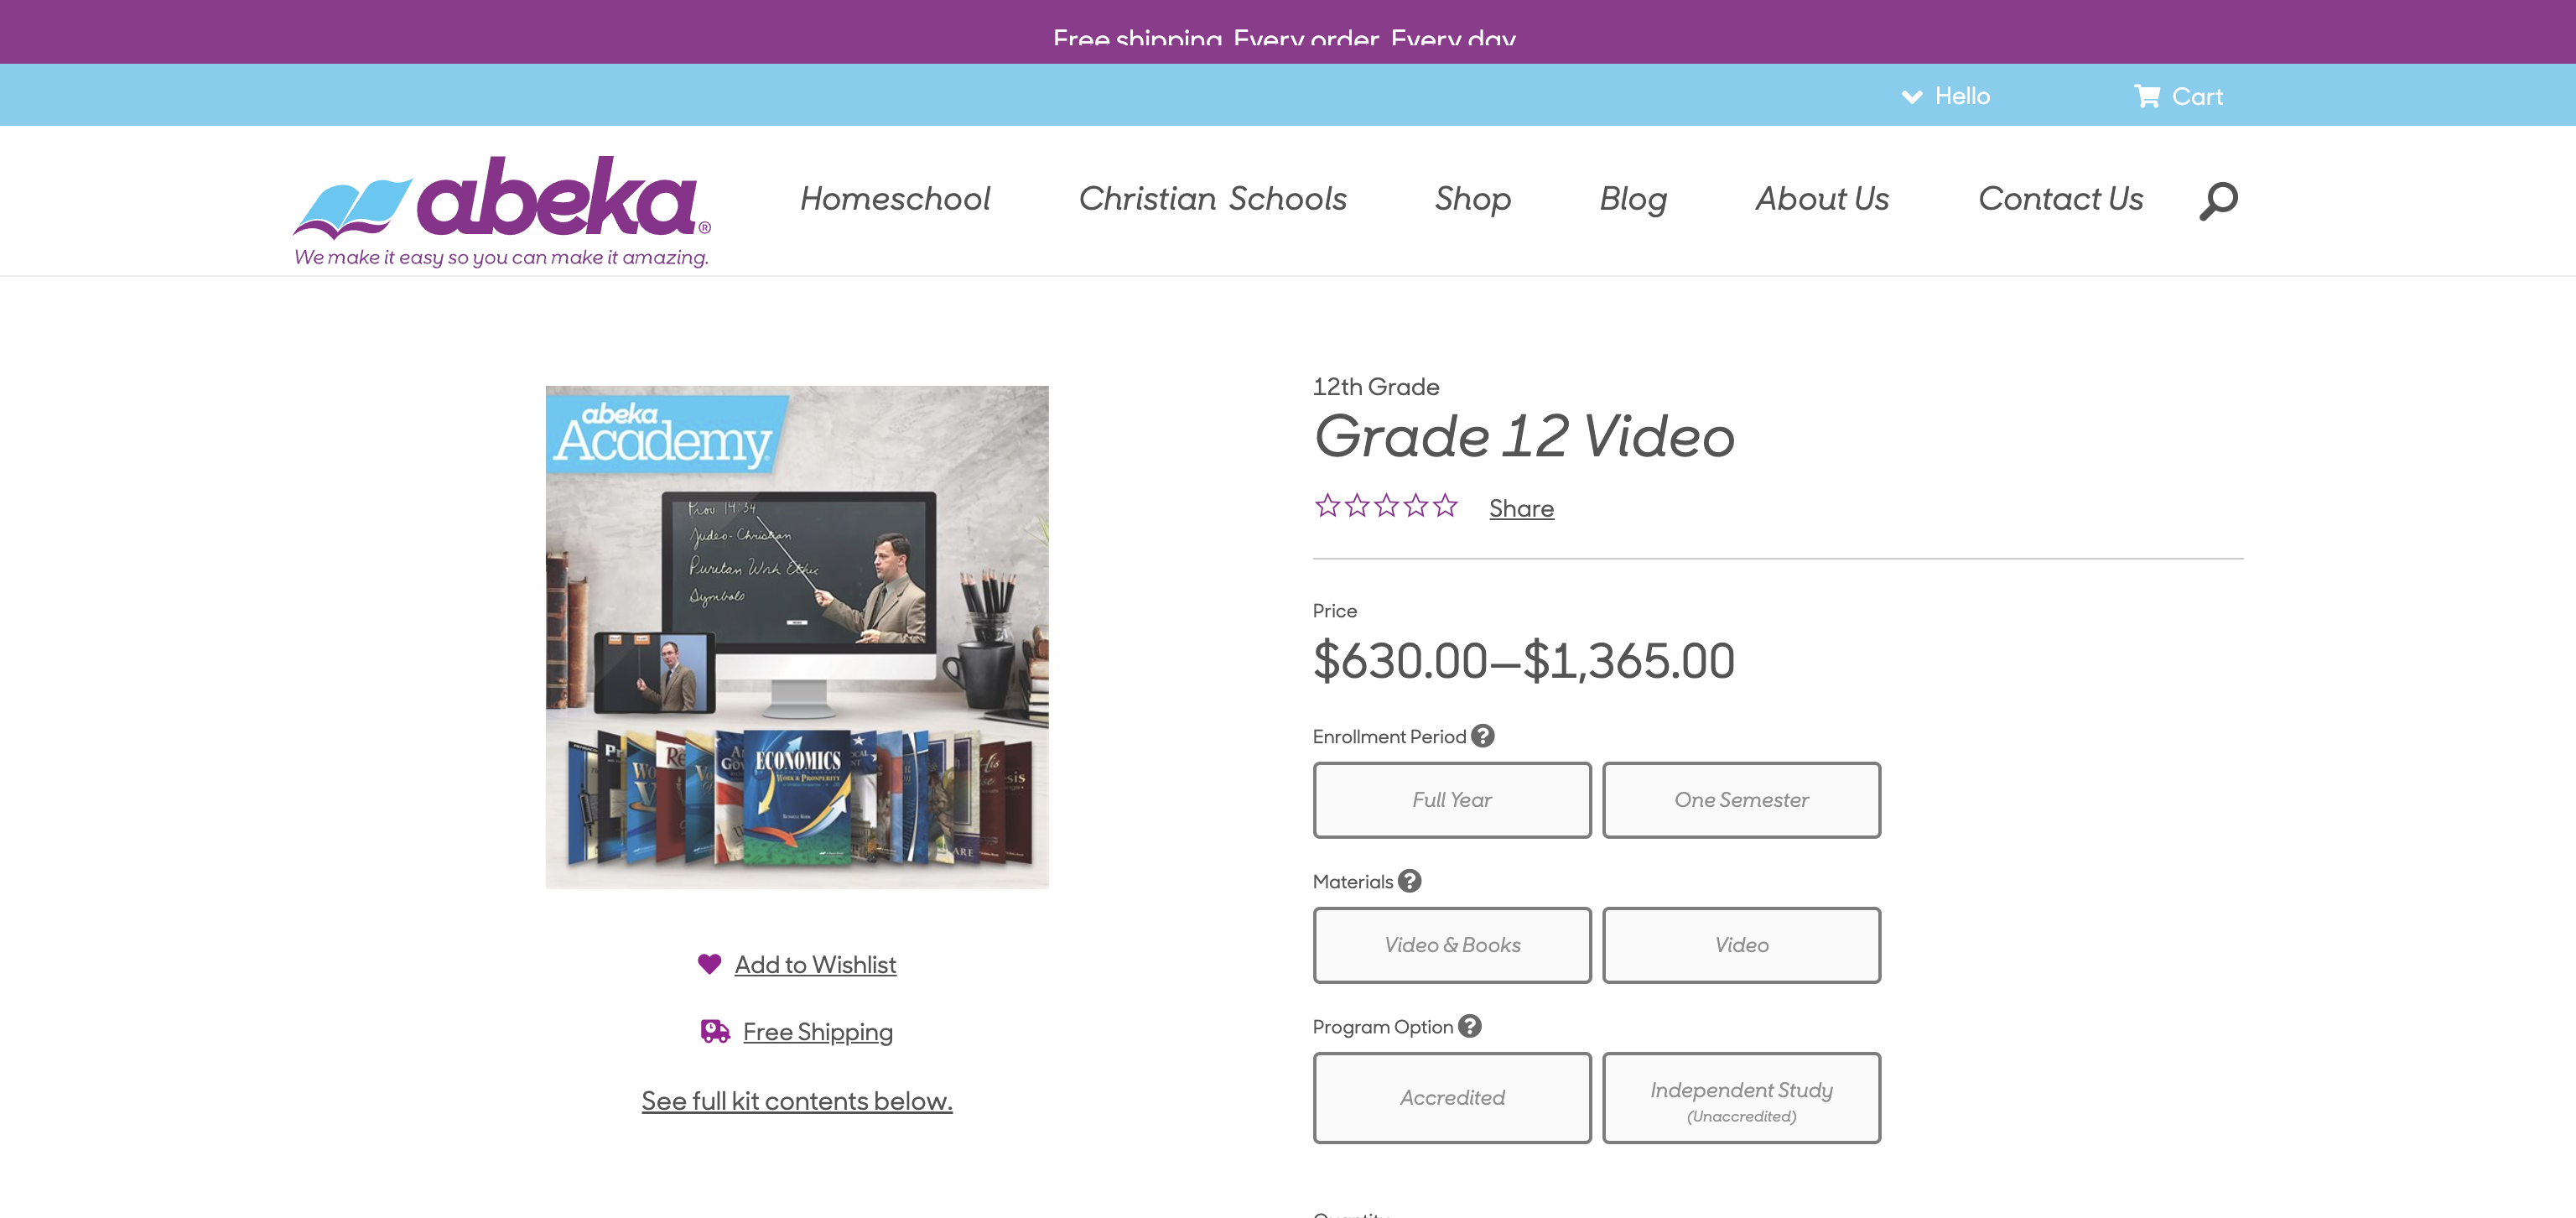 Free shipping. Every order. Every day.
Hello
Cart
abeka®
We make it easy so you can make it amazing.
Homeschool
Christian Schools
Shop
Blog
About Us
Contact Us
abeka
Academy
Prov 14:34
Judeo-Christian
Puritan Work Ethic
Symbols
ECONOMICS
WORK & PROSPERITY
Add to Wishlist
Free Shipping
See full kit contents below.
12th Grade
Grade 12 Video
Share
Price
$630.00–$1,365.00
Enrollment Period
Full Year
One Semester
Materials
Video & Books
Video
Program Option
Accredited
Independent Study
(Unaccredited)
Quantity